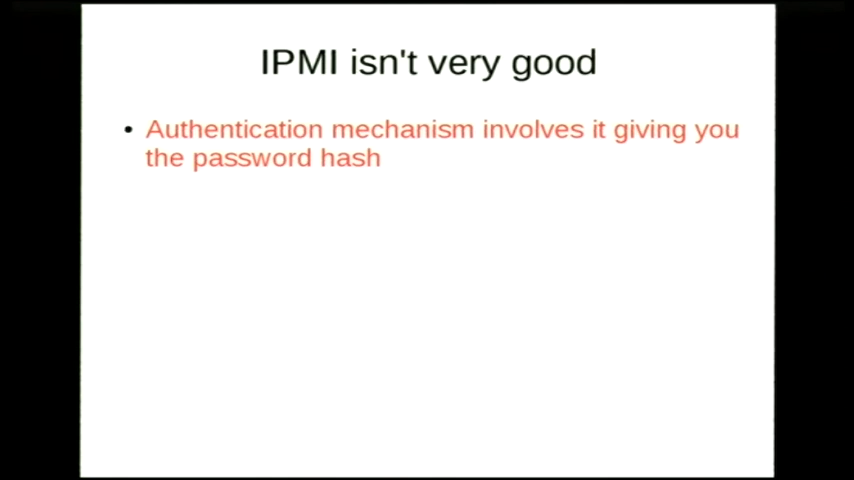 IPMI isn't very good
• Authentication mechanism involves it giving you
the password hash